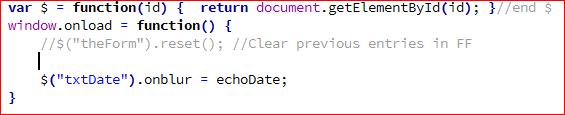 var $ = function(id) {  return document.getElementById(id); }//end $
window.onload = function() {
    //$("theForm").reset(); //Clear previous entries in FF
    $("txtDate").onblur = echoDate;
}